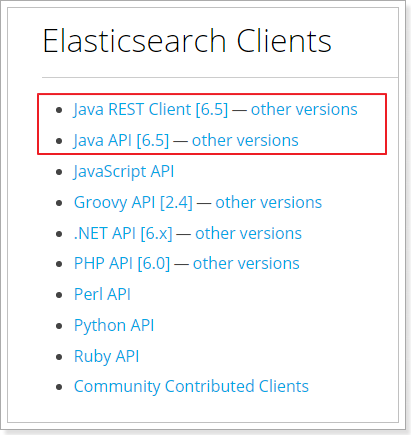 Elasticsearch Clients
Java REST Client [6.5] — other versions
Java API [6.5] — other versions
JavaScript API
Groovy API [2.4] — other versions
.NET API [6.x] — other versions
PHP API [6.0] — other versions
Perl API
Python API
Ruby API
Community Contributed Clients